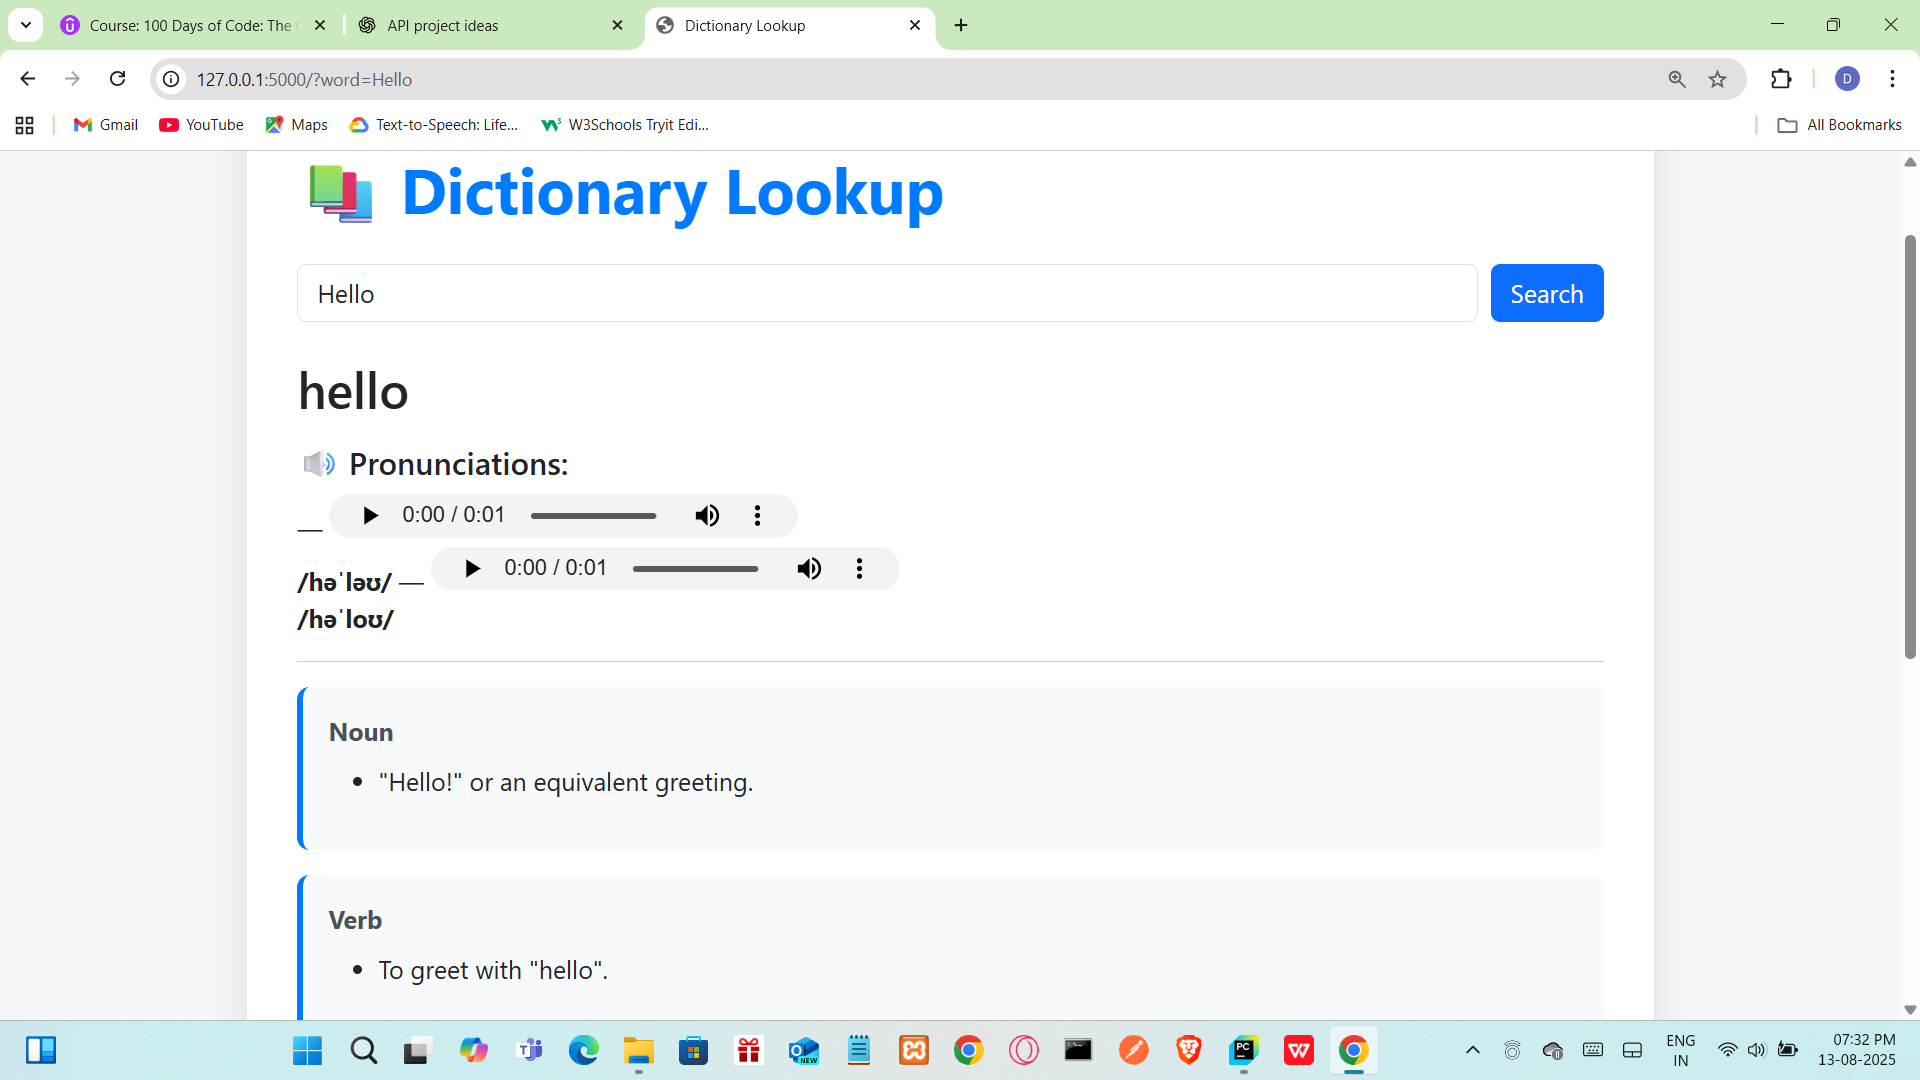 Course: 100 Days of Code: The
API project ideas
Dictionary Lookup
127.0.0.1:5000/?word=Hello
D
Gmail
YouTube
Maps
Text-to-Speech: Life...
W3Schools Tryit Edi...
All Bookmarks
Dictionary Lookup
Hello
Search
hello
Pronunciations:
— 0:00 / 0:01
/həˈləʊ/ — 0:00 / 0:01
/həˈloʊ/
Noun
• "Hello!" or an equivalent greeting.
Verb
• To greet with "hello".
NEW
PC
ENG
IN
07:32 PM
13-08-2025